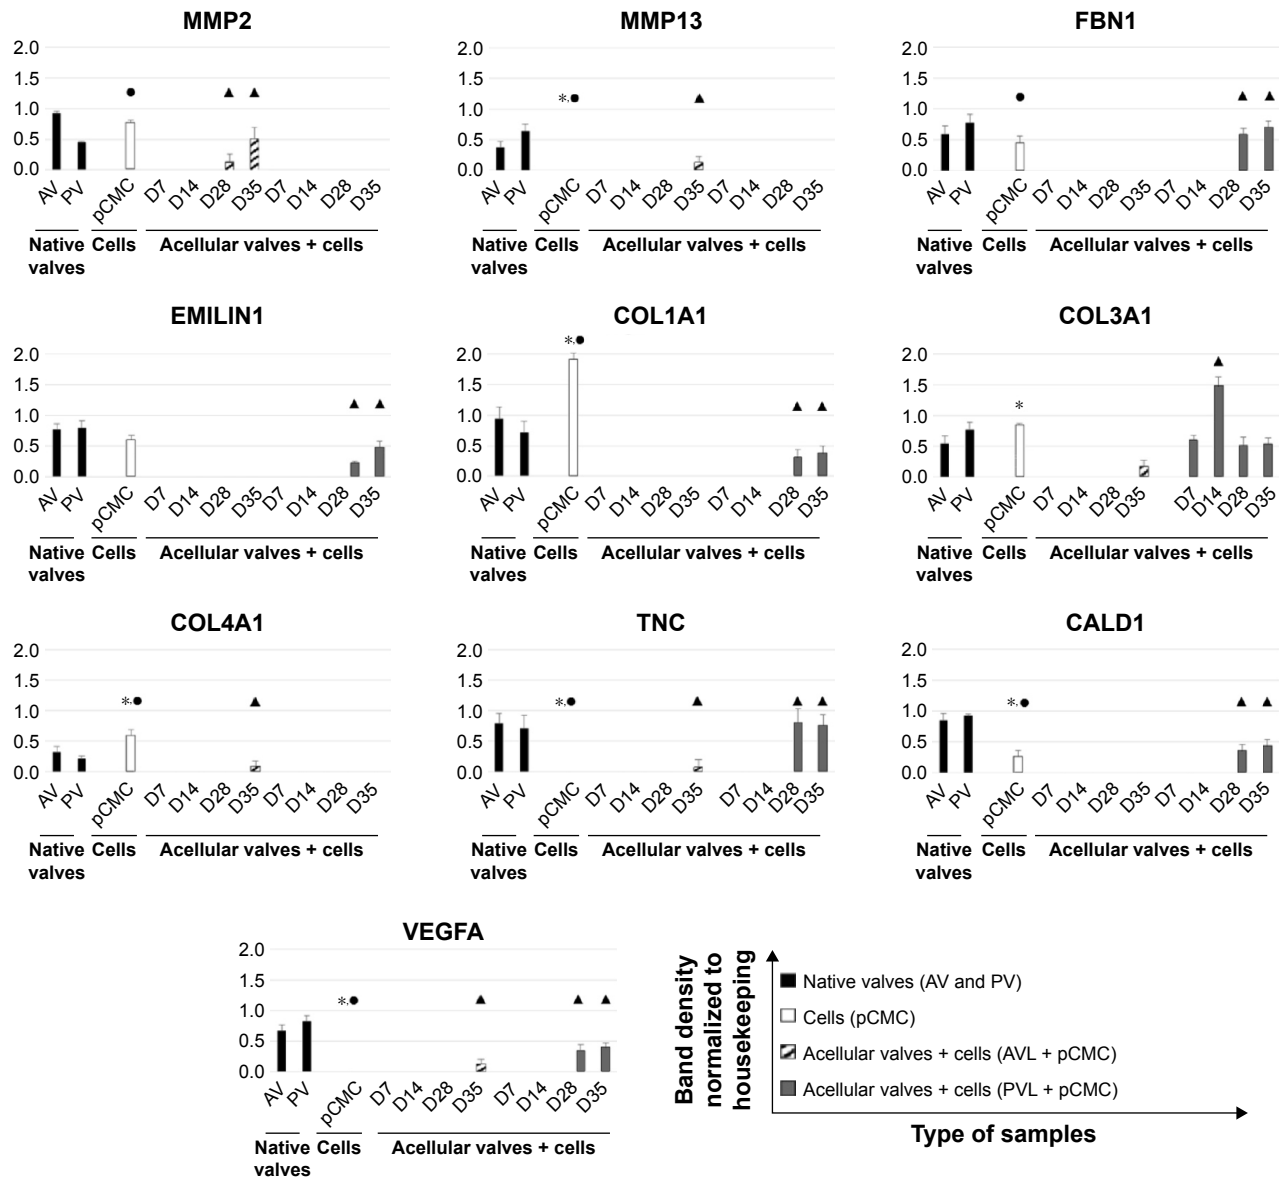 MMP2
2.0
1.5
1.0
0.5
0.0
AV PV pCMC D7 D14 D28 D35 D7 D14 D28 D35
Native valves Cells Acellular valves + cells
MMP13
2.0
1.5
1.0
0.5
0.0
*,●
AV PV pCMC D7 D14 D28 D35 D7 D14 D28 D35
Native valves Cells Acellular valves + cells
FBN1
2.0
1.5
1.0
0.5
0.0
AV PV pCMC D7 D14 D28 D35 D7 D14 D28 D35
Native valves Cells Acellular valves + cells
EMILIN1
2.0
1.5
1.0
0.5
0.0
AV PV pCMC D7 D14 D28 D35 D7 D14 D28 D35
Native valves Cells Acellular valves + cells
COL1A1
*,●
2.0
1.5
1.0
0.5
0.0
AV PV pCMC D7 D14 D28 D35 D7 D14 D28 D35
Native valves Cells Acellular valves + cells
COL3A1
2.0
1.5
1.0
0.5
0.0
*
AV PV pCMC D7 D14 D28 D35 D7 D14 D28 D35
Native valves Cells Acellular valves + cells
COL4A1
2.0
1.5
1.0
0.5
0.0
*,●
AV PV pCMC D7 D14 D28 D35 D7 D14 D28 D35
Native valves Cells Acellular valves + cells
TNC
2.0
1.5
1.0
0.5
0.0
*,●
AV PV pCMC D7 D14 D28 D35 D7 D14 D28 D35
Native valves Cells Acellular valves + cells
CALD1
2.0
1.5
1.0
0.5
0.0
*,●
AV PV pCMC D7 D14 D28 D35 D7 D14 D28 D35
Native valves Cells Acellular valves + cells
VEGFA
2.0
1.5
1.0
0.5
0.0
*,●
AV PV pCMC D7 D14 D28 D35 D7 D14 D28 D35
Native valves Cells Acellular valves + cells
Band density
normalized to
housekeeping
Native valves (AV and PV)
Cells (pCMC)
Acellular valves + cells (AVL + pCMC)
Acellular valves + cells (PVL + pCMC)
Type of samples